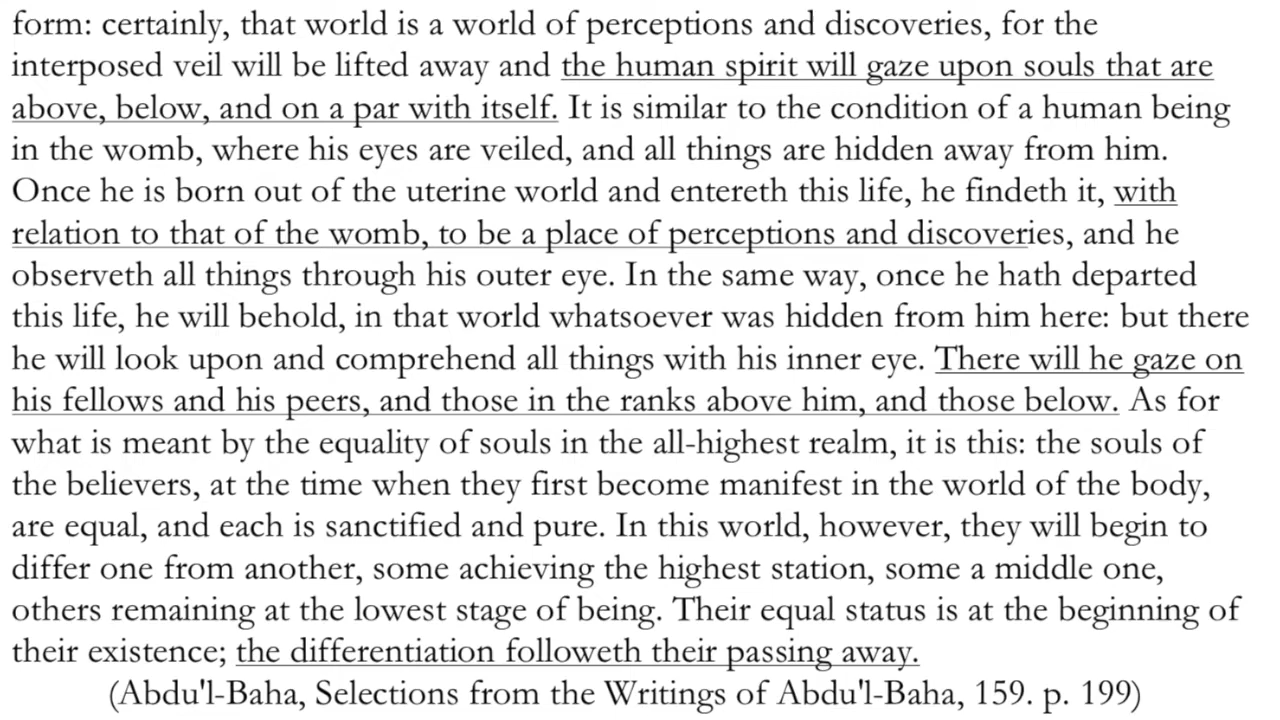 form: certainly, that world is a world of perceptions and discoveries, for the
interposed veil will be lifted away and the human spirit will gaze upon souls that are
above, below, and on a par with itself. It is similar to the condition of a human being
in the womb, where his eyes are veiled, and all things are hidden away from him.
Once he is born out of the uterine world and entereth this life, he findeth it, with
relation to that of the womb, to be a place of perceptions and discoveries, and he
observeth all things through his outer eye. In the same way, once he hath departed
this life, he will behold, in that world whatsoever was hidden from him here: but there
he will look upon and comprehend all things with his inner eye. There will he gaze on
his fellows and his peers, and those in the ranks above him, and those below. As for
what is meant by the equality of souls in the all-highest realm, it is this: the souls of
the believers, at the time when they first become manifest in the world of the body,
are equal, and each is sanctified and pure. In this world, however, they will begin to
differ one from another, some achieving the highest station, some a middle one,
others remaining at the lowest stage of being. Their equal status is at the beginning of
their existence; the differentiation followeth their passing away.
(Abdu'l-Baha, Selections from the Writings of Abdu'l-Baha, 159. p. 199)